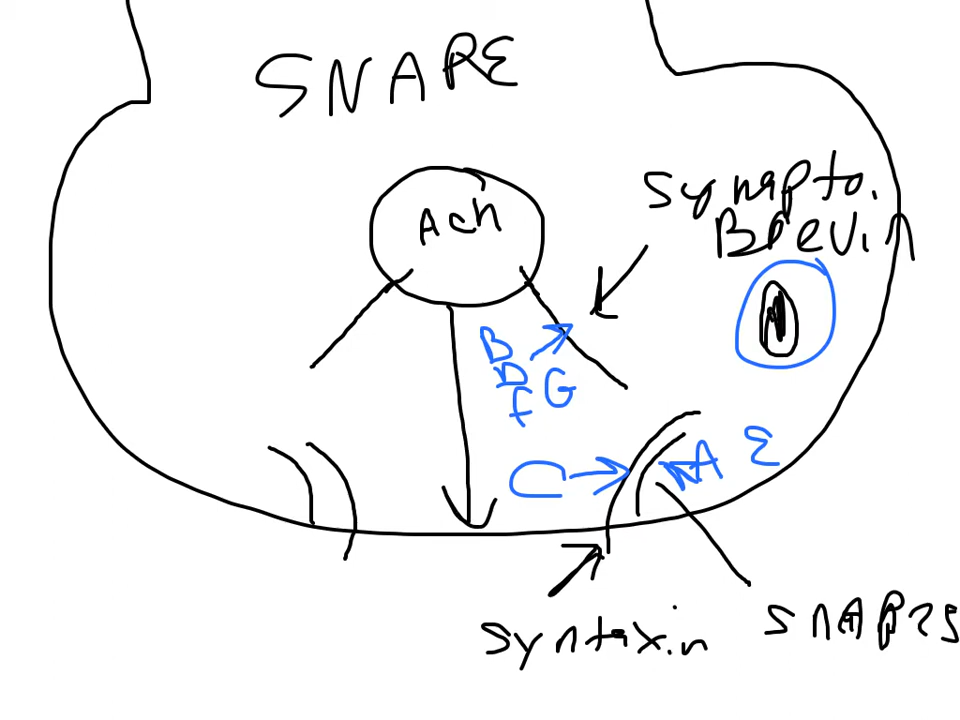 SNARE
Ach
Synapto.
Brevin
B
D
F G
C
A E
Syntaxin
SNAP25